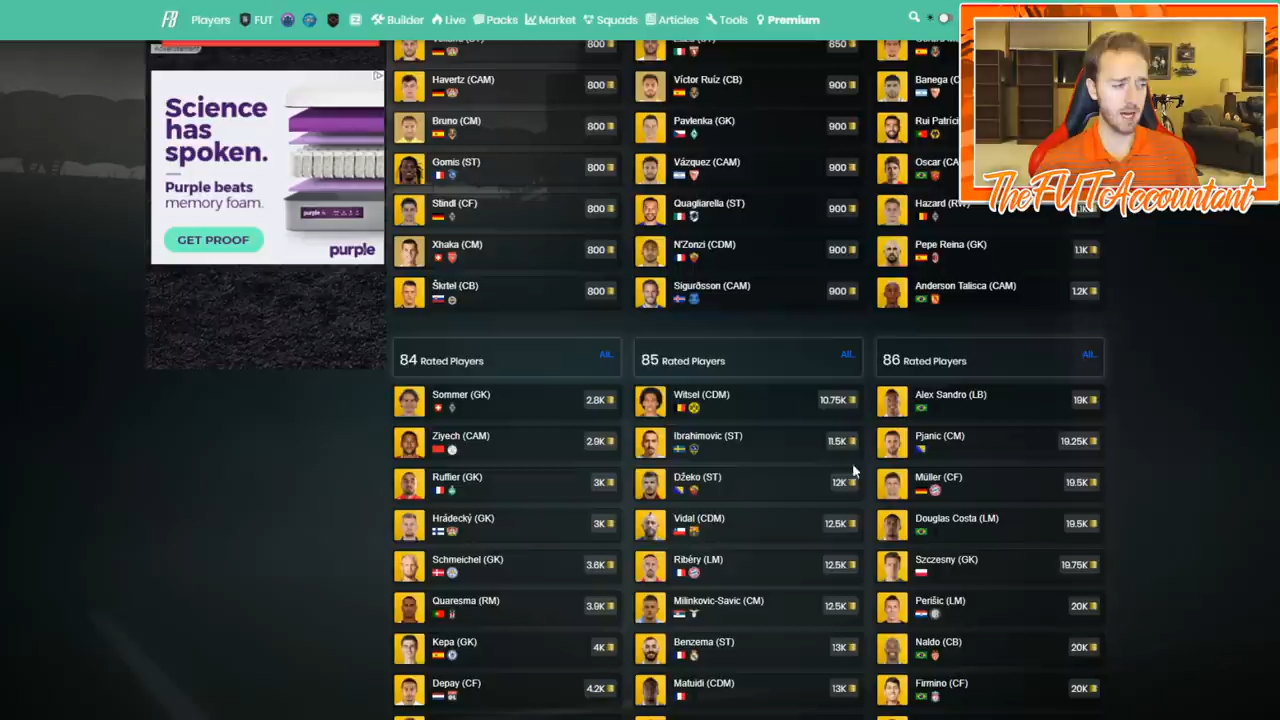 F8 Players FUT Builder Live Packs Market Squads Articles Tools Premium
Advertisement
Science
has
spoken.
Purple beats
memory foam.
GET PROOF
purple
800
Havertz (CAM)
800
Bruno (CM)
800
Gomis (ST)
800
Stindl (CF)
800
Xhaka (CM)
800
Škrtel (CB)
800
850
Víctor Ruíz (CB)
900
Pavlenka (GK)
900
Vázquez (CAM)
900
Quagliarella (ST)
900
N'Zonzi (CDM)
900
Sigurðsson (CAM)
900
Banega
Rui Patríc
Oscar (CA
Hazard (RW
Pepe Reina (GK)
1.1K
Anderson Talisca (CAM)
1.2K
TheFUTAccountant
84 Rated Players
All..
Sommer (GK)
2.8K
Ziyech (CAM)
2.9K
Ruffier (GK)
3K
Hrádecký (GK)
3K
Schmeichel (GK)
3.6K
Quaresma (RM)
3.9K
Kepa (GK)
4K
Depay (CF)
4.2K
85 Rated Players
All..
Witsel (CDM)
10.75K
Ibrahimovic (ST)
11.5K
Džeko (ST)
12K
Vidal (CDM)
12.5K
Ribéry (LM)
12.5K
Milinkovic-Savic (CM)
12.5K
Benzema (ST)
13K
Matuidi (CDM)
13K
86 Rated Players
All..
Alex Sandro (LB)
19K
Pjanic (CM)
19.25K
Müller (CF)
19.5K
Douglas Costa (LM)
19.5K
Szczesny (GK)
19.75K
Perišic (LM)
20K
Naldo (CB)
20K
Firmino (CF)
20K